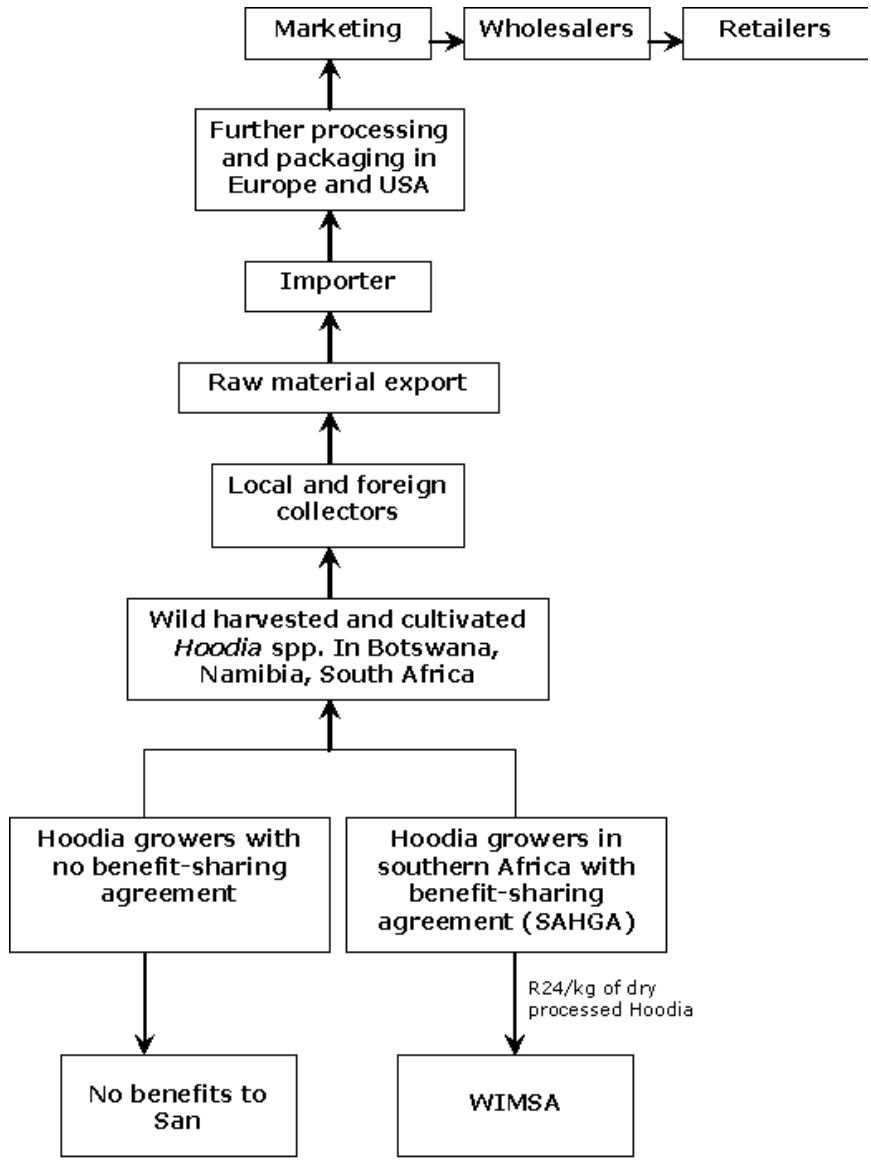 Marketing
Wholesalers
Retailers
Further processing
and packaging in
Europe and USA
Importer
Raw material export
Local and foreign
collectors
Wild harvested and cultivated
Hoodia spp. In Botswana,
Namibia, South Africa
Hoodia growers with
no benefit-sharing
agreement
Hoodia growers in
southern Africa with
benefit-sharing
agreement (SAHGA)
R24/kg of dry
processed Hoodia
No benefits to
San
WIMSA